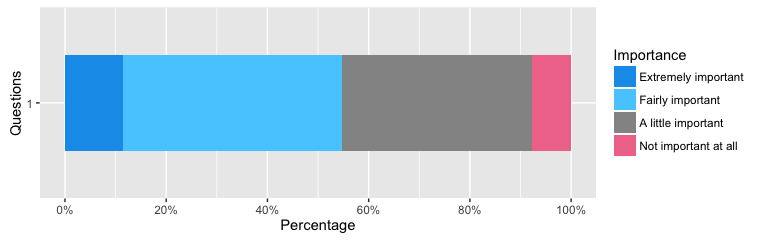 Questions
1
0%
20%
40%
60%
80%
100%
Percentage
Importance
Extremely important
Fairly important
A little important
Not important at all